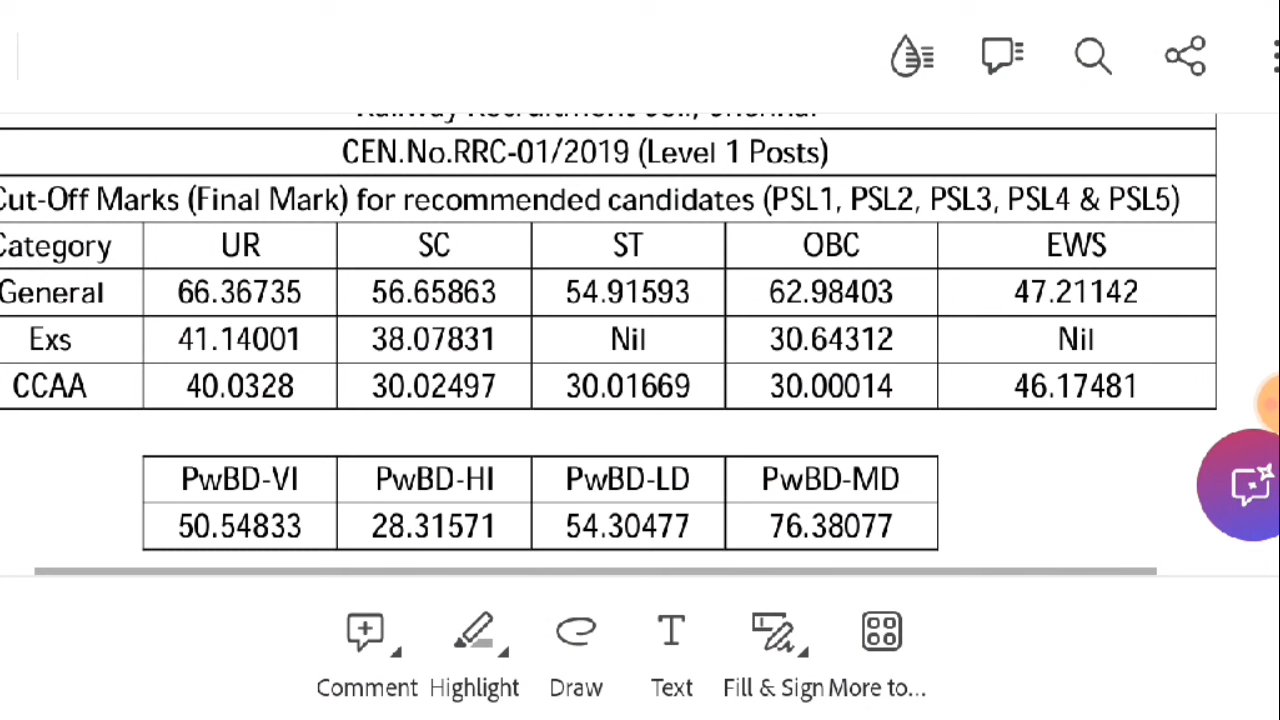 Railway Recruitment Cell, Chennai
CEN.No.RRC-01/2019 (Level 1 Posts)
Cut-Off Marks (Final Mark) for recommended candidates (PSL1, PSL2, PSL3, PSL4 & PSL5)
Category UR SC ST OBC EWS
General 66.36735 56.65863 54.91593 62.98403 47.21142
Exs 41.14001 38.07831 Nil 30.64312 Nil
CCAA 40.0328 30.02497 30.01669 30.00014 46.17481
PwBD-VI PwBD-HI PwBD-LD PwBD-MD
50.54833 28.31571 54.30477 76.38077
Comment Highlight Draw Text Fill & Sign More to...